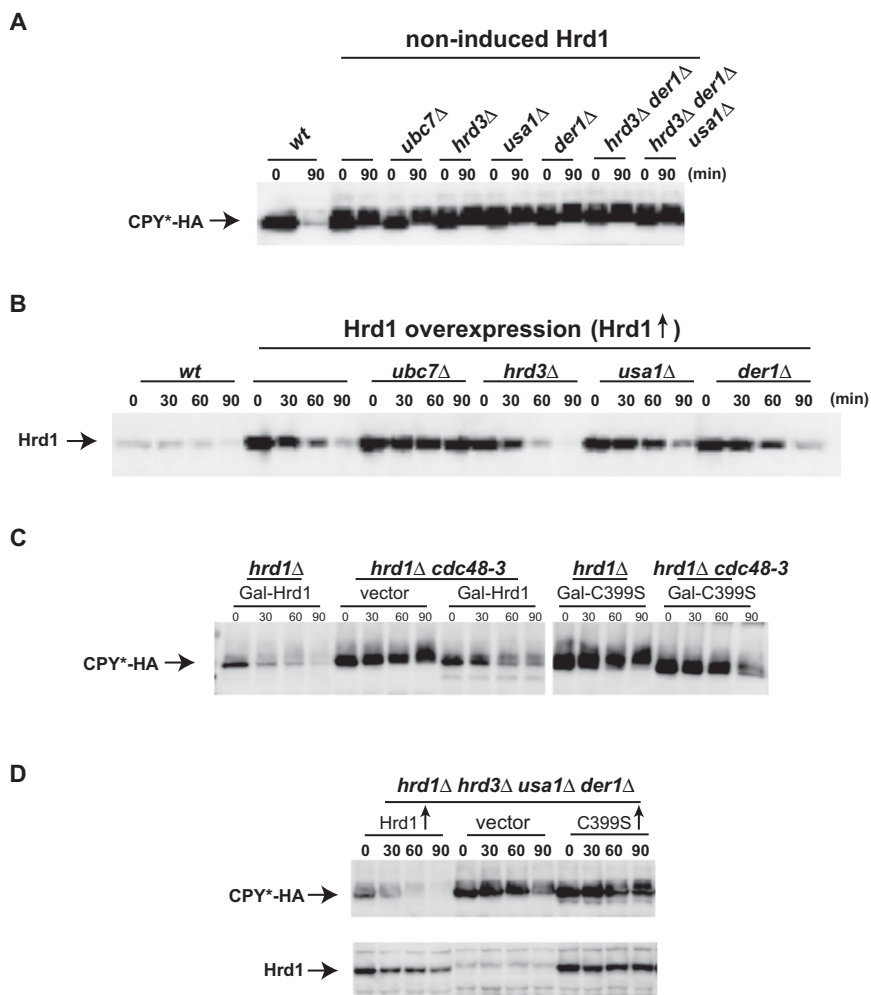 A
non-induced Hrd1
wt ubc7Δ hrd3Δ usa1Δ der1Δ hrd3Δ der1Δ hrd3Δ der1Δ usa1Δ
0 90 0 90 0 90 0 90 0 90 0 90 0 90 0 90 (min)
CPY*-HA →
B
Hrd1 overexpression (Hrd1↑)
wt ubc7Δ hrd3Δ usa1Δ der1Δ
0 30 60 90 0 30 60 90 0 30 60 90 0 30 60 90 0 30 60 90 0 30 60 90 (min)
Hrd1 →
C
hrd1Δ hrd1Δ cdc48-3 hrd1Δ hrd1Δ cdc48-3
Gal-Hrd1 vector Gal-Hrd1 Gal-C399S Gal-C399S
0 30 60 90 0 30 60 90 0 30 60 90 0 30 60 90 0 30 60 90
CPY*-HA →
D
hrd1Δ hrd3Δ usa1Δ der1Δ
Hrd1↑ vector C399S↑
0 30 60 90 0 30 60 90 0 30 60 90
CPY*-HA →
Hrd1 →